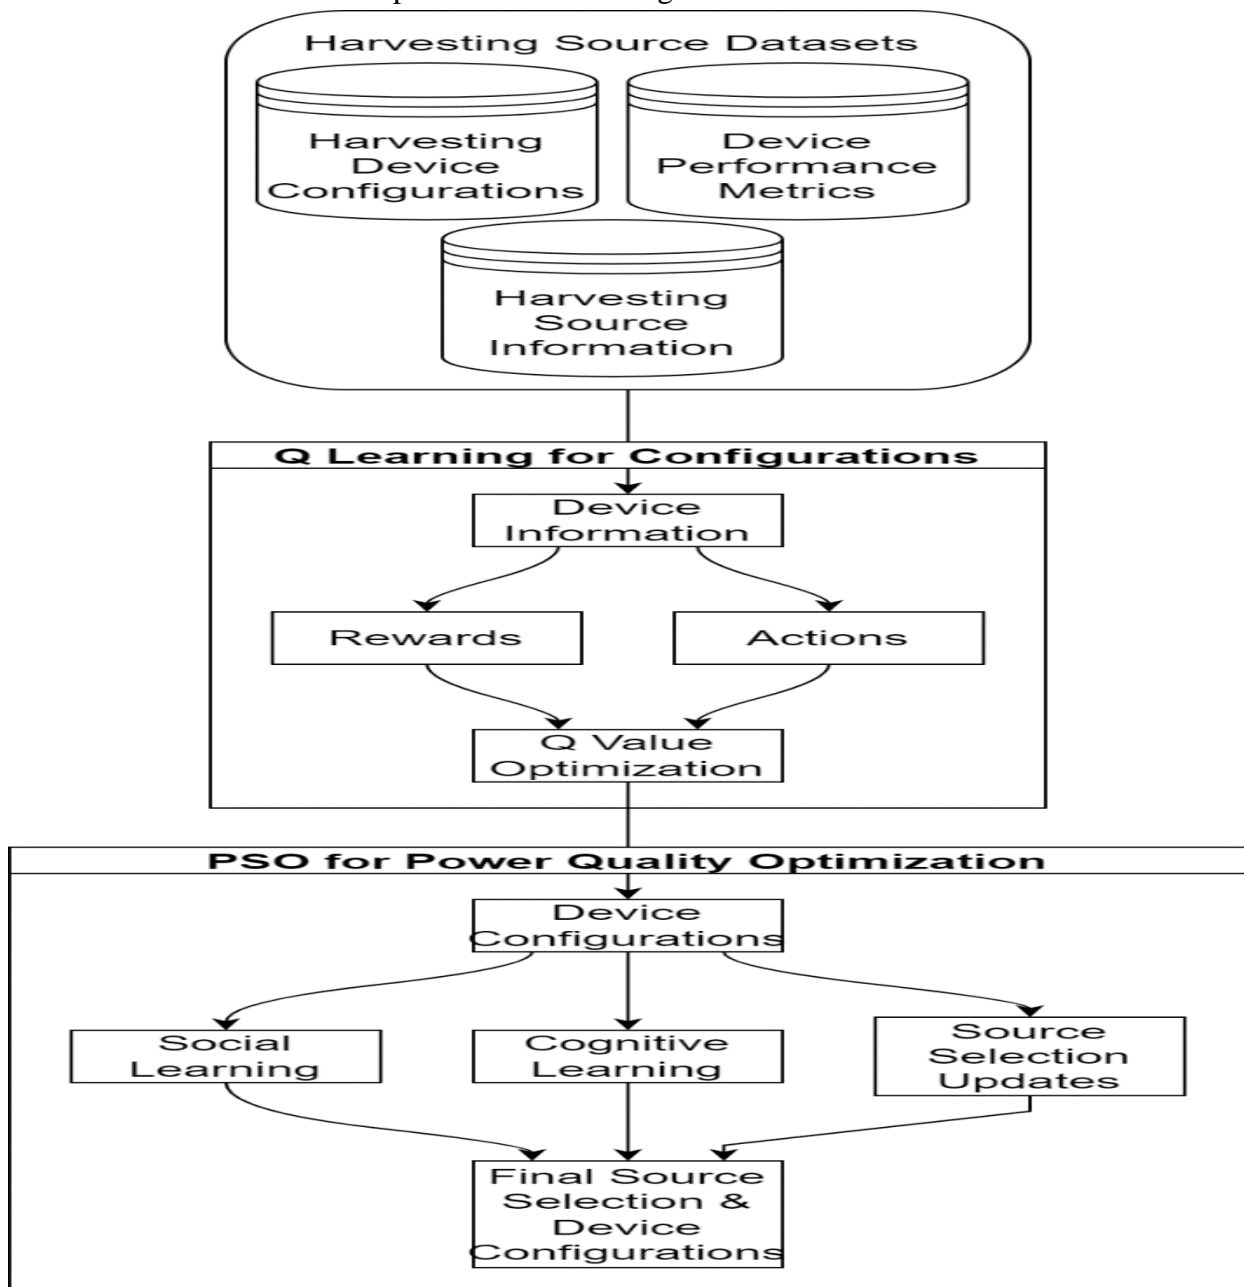 Harvesting Source Datasets
Harvesting
Device
Configurations
Device
Performance
Metrics
Harvesting
Source
Information
Q Learning for Configurations
Device
Information
Rewards
Actions
Q Value
Optimization
PSO for Power Quality Optimization
Device
Configurations
Social
Learning
Cognitive
Learning
Source
Selection
Updates
Final Source
Selection &
Device
Configurations